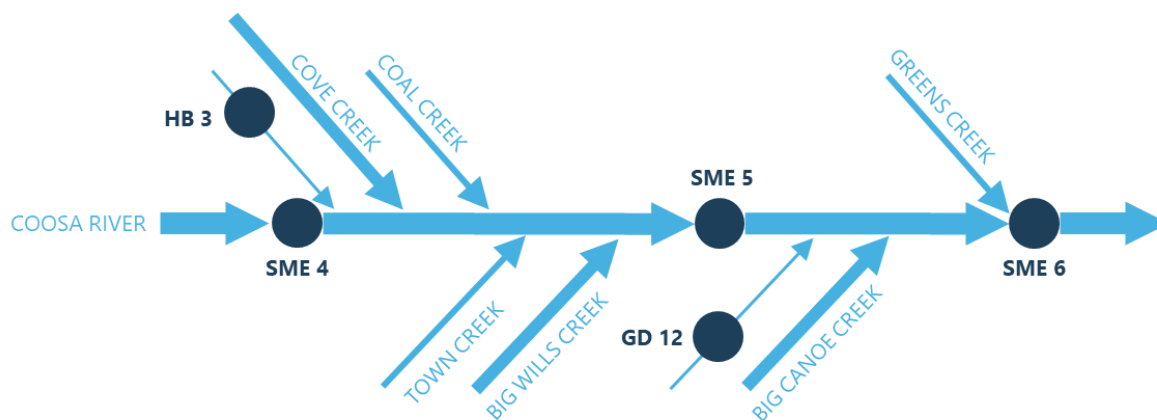 HB 3
COVE CREEK
COAL CREEK
GREENS CREEK
COOSA RIVER
SME 4
SME 5
SME 6
TOWN CREEK
BIG WILLS CREEK
GD 12
BIG CANOE CREEK